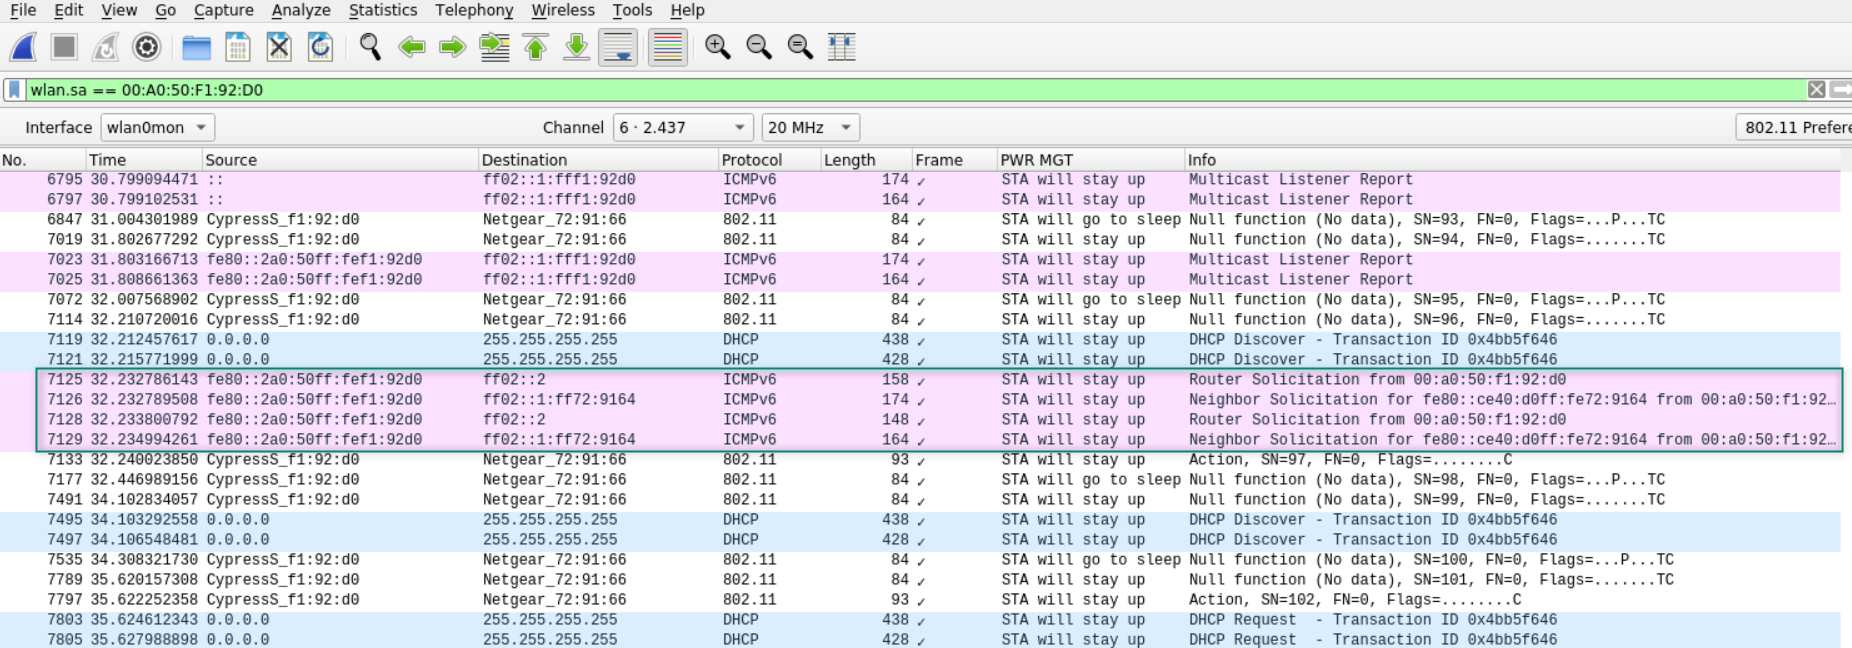 File Edit View Go Capture Analyze Statistics Telephony Wireless Tools Help
wlan.sa == 00:A0:50:F1:92:D0
Interface wlan0mon Channel 6 · 2.437 20 MHz 802.11 Prefere
No. Time Source Destination Protocol Length Frame PWR MGT Info
6795 30.799094471 :: ff02::1:fff1:92d0 ICMPv6 174 ✓ STA will stay up Multicast Listener Report
6797 30.799102531 :: ff02::1:fff1:92d0 ICMPv6 164 ✓ STA will stay up Multicast Listener Report
6847 31.004301989 CypressS_f1:92:d0 Netgear_72:91:66 802.11 84 ✓ STA will go to sleep Null function (No data), SN=93, FN=0, Flags=...P...TC
7019 31.802677292 CypressS_f1:92:d0 Netgear_72:91:66 802.11 84 ✓ STA will stay up Null function (No data), SN=94, FN=0, Flags=.......TC
7023 31.803166713 fe80::2a0:50ff:fef1:92d0 ff02::1:fff1:92d0 ICMPv6 174 ✓ STA will stay up Multicast Listener Report
7025 31.808661363 fe80::2a0:50ff:fef1:92d0 ff02::1:fff1:92d0 ICMPv6 164 ✓ STA will stay up Multicast Listener Report
7072 32.007568902 CypressS_f1:92:d0 Netgear_72:91:66 802.11 84 ✓ STA will go to sleep Null function (No data), SN=95, FN=0, Flags=...P...TC
7114 32.210720016 CypressS_f1:92:d0 Netgear_72:91:66 802.11 84 ✓ STA will stay up Null function (No data), SN=96, FN=0, Flags=.......TC
7119 32.212457617 0.0.0.0 255.255.255.255 DHCP 438 ✓ STA will stay up DHCP Discover - Transaction ID 0x4bb5f646
7121 32.215771999 0.0.0.0 255.255.255.255 DHCP 428 ✓ STA will stay up DHCP Discover - Transaction ID 0x4bb5f646
7125 32.232786143 fe80::2a0:50ff:fef1:92d0 ff02::2 ICMPv6 158 ✓ STA will stay up Router Solicitation from 00:a0:50:f1:92:d0
7126 32.232789508 fe80::2a0:50ff:fef1:92d0 ff02::1:ff72:9164 ICMPv6 174 ✓ STA will stay up Neighbor Solicitation for fe80::ce40:d0ff:fe72:9164 from 00:a0:50:f1:92…
7128 32.233800792 fe80::2a0:50ff:fef1:92d0 ff02::2 ICMPv6 148 ✓ STA will stay up Router Solicitation from 00:a0:50:f1:92:d0
7129 32.234994261 fe80::2a0:50ff:fef1:92d0 ff02::1:ff72:9164 ICMPv6 164 ✓ STA will stay up Neighbor Solicitation for fe80::ce40:d0ff:fe72:9164 from 00:a0:50:f1:92…
7133 32.240023850 CypressS_f1:92:d0 Netgear_72:91:66 802.11 93 ✓ STA will stay up Action, SN=97, FN=0, Flags=........C
7177 32.446989156 CypressS_f1:92:d0 Netgear_72:91:66 802.11 84 ✓ STA will go to sleep Null function (No data), SN=98, FN=0, Flags=...P...TC
7491 34.102834057 CypressS_f1:92:d0 Netgear_72:91:66 802.11 84 ✓ STA will stay up Null function (No data), SN=99, FN=0, Flags=.......TC
7495 34.103292558 0.0.0.0 255.255.255.255 DHCP 438 ✓ STA will stay up DHCP Discover - Transaction ID 0x4bb5f646
7497 34.106548481 0.0.0.0 255.255.255.255 DHCP 428 ✓ STA will stay up DHCP Discover - Transaction ID 0x4bb5f646
7535 34.308321730 CypressS_f1:92:d0 Netgear_72:91:66 802.11 84 ✓ STA will go to sleep Null function (No data), SN=100, FN=0, Flags=...P...TC
7789 35.620157308 CypressS_f1:92:d0 Netgear_72:91:66 802.11 84 ✓ STA will stay up Null function (No data), SN=101, FN=0, Flags=.......TC
7797 35.622252358 CypressS_f1:92:d0 Netgear_72:91:66 802.11 93 ✓ STA will stay up Action, SN=102, FN=0, Flags=........C
7803 35.624612343 0.0.0.0 255.255.255.255 DHCP 438 ✓ STA will stay up DHCP Request - Transaction ID 0x4bb5f646
7805 35.627988898 0.0.0.0 255.255.255.255 DHCP 428 ✓ STA will stay up DHCP Request - Transaction ID 0x4bb5f646